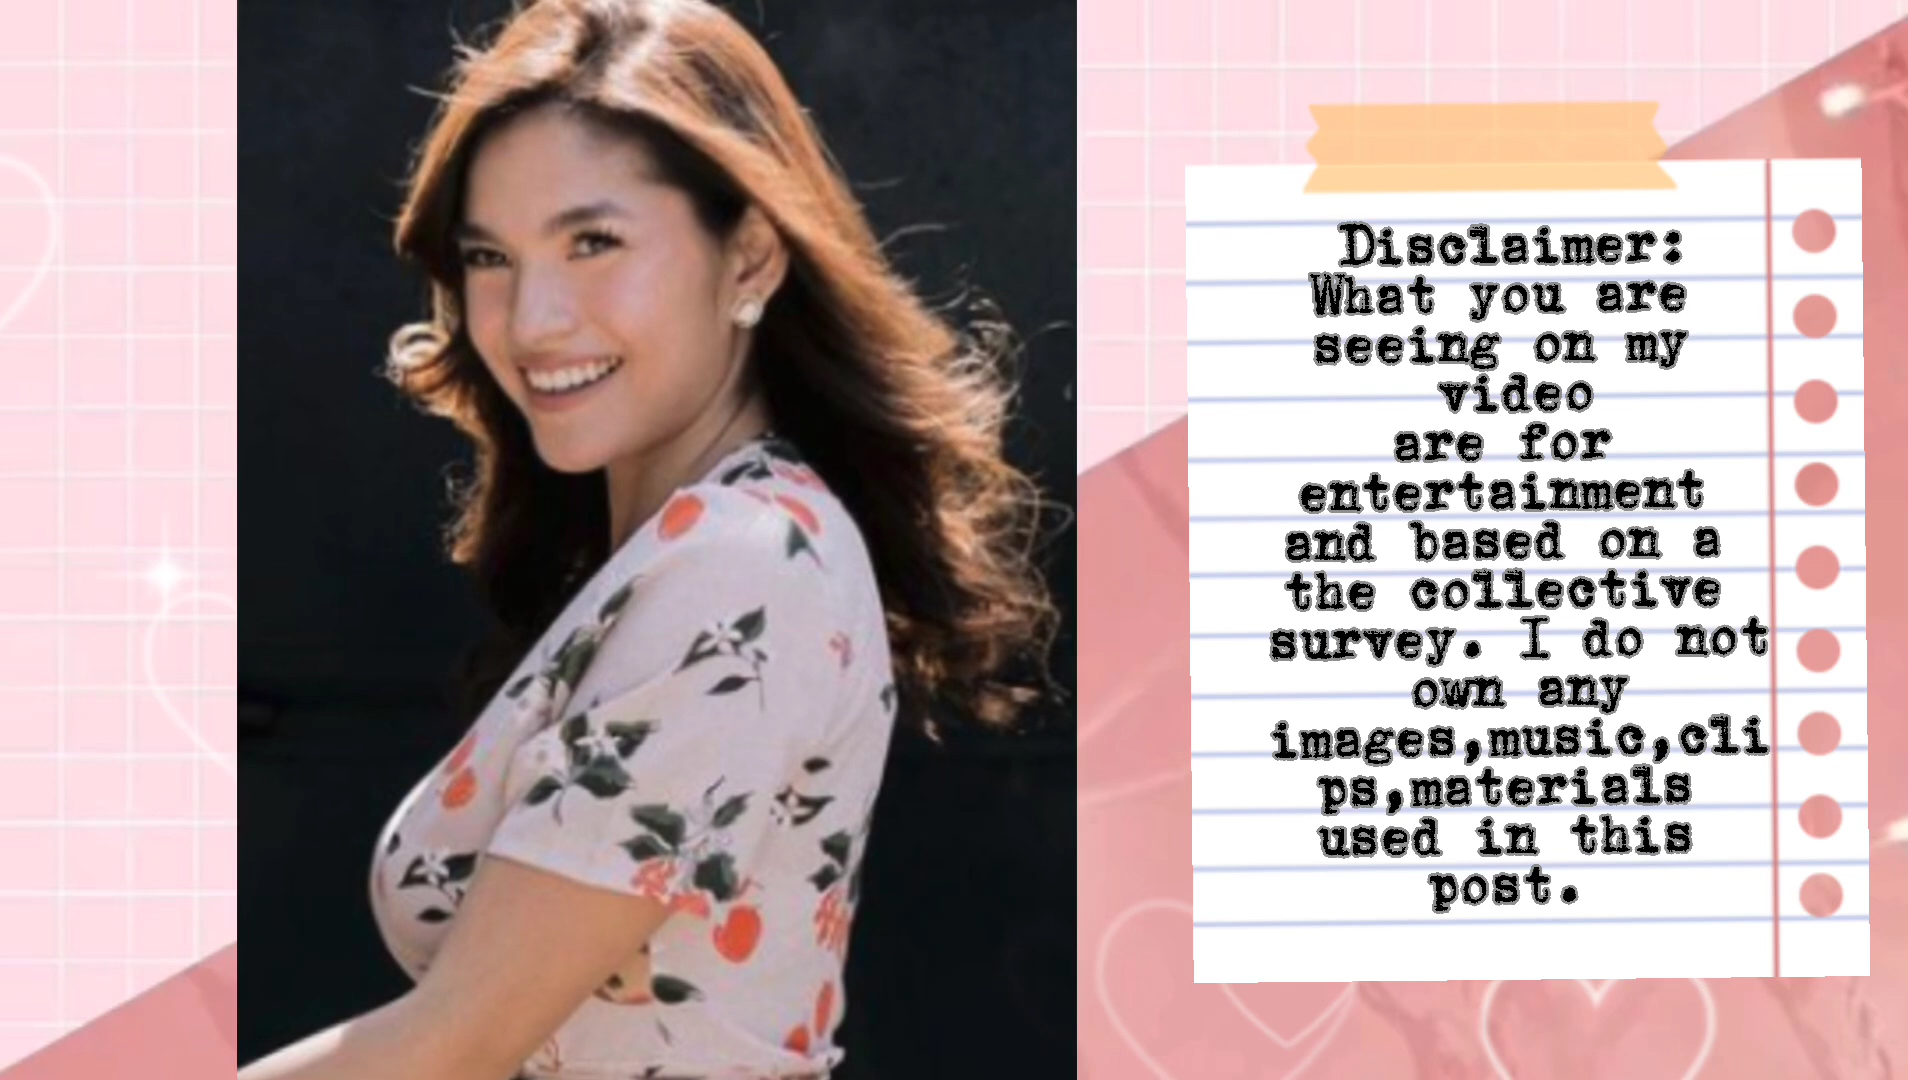 Disclaimer:
What you are
seeing on my
video
are for
entertainment
and based on a
the collective
survey. I do not
own any
images,music,cli
ps,materials
used in this
post.